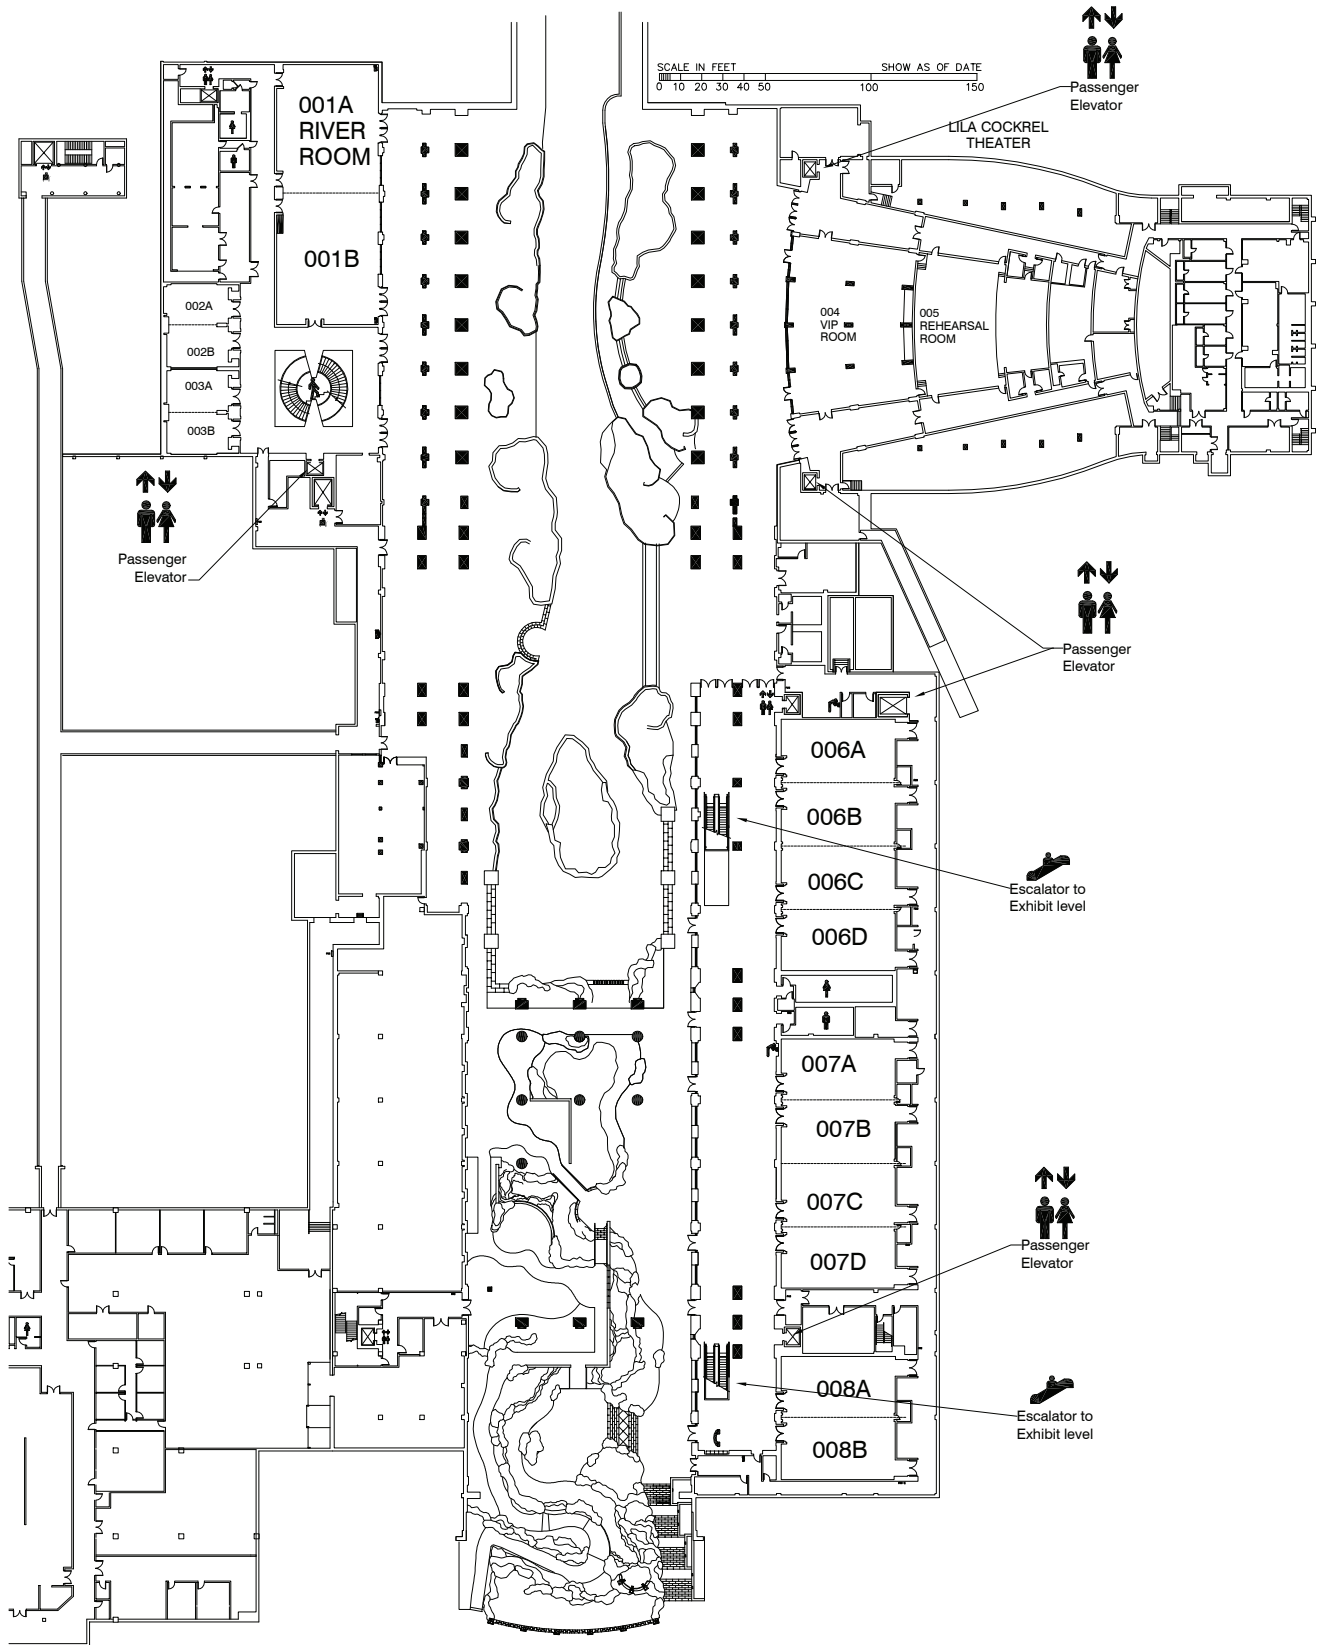 SCALE IN FEET
SHOW AS OF DATE
0 10 20 30 40 50 100 150
Passenger
Elevator
LILA COCKREL
THEATER
001A
RIVER
ROOM
001B
002A
002B
003A
003B
004
VIP
ROOM
005
REHEARSAL
ROOM
Passenger
Elevator
Passenger
Elevator
006A
006B
006C
006D
Escalator to
Exhibit level
007A
007B
007C
007D
Passenger
Elevator
008A
008B
Escalator to
Exhibit level